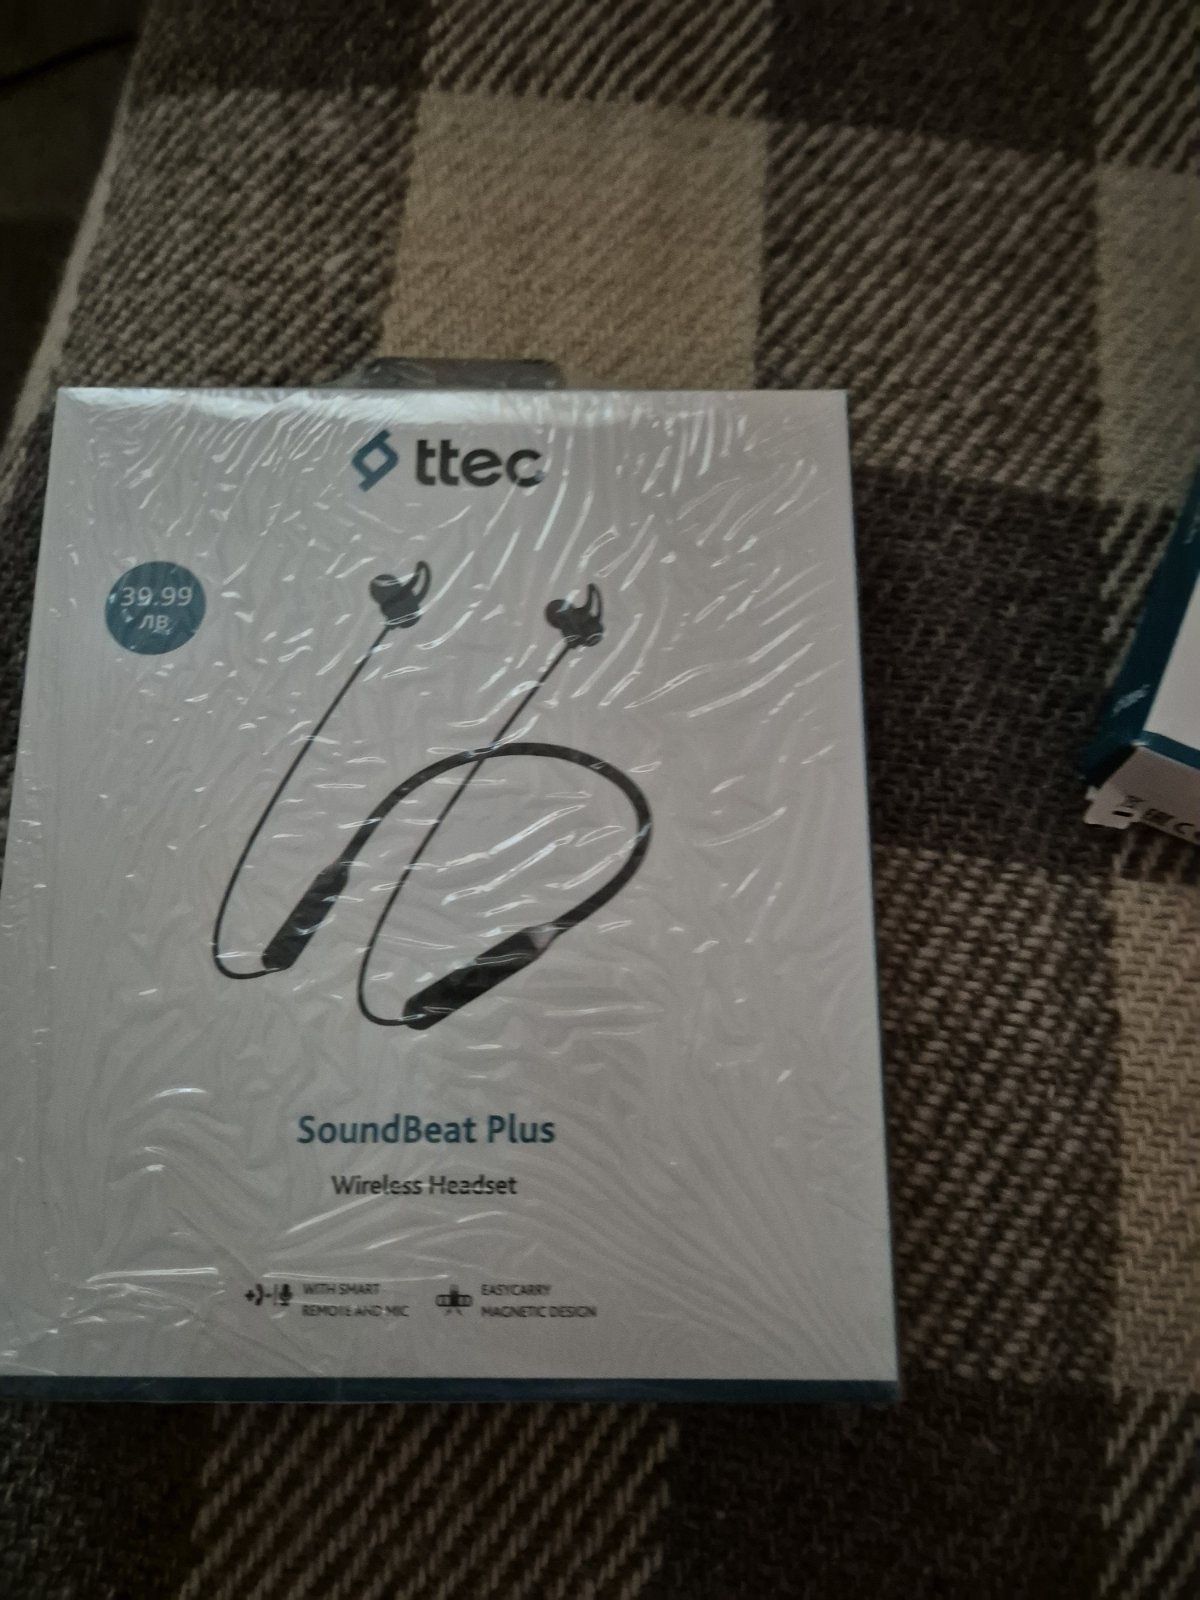 ttec
39.99
лв
SoundBeat Plus
Wireless Headset
WITH SMART
REMOTE AND MIC
EASYCARRY
MAGNETIC DESIGN